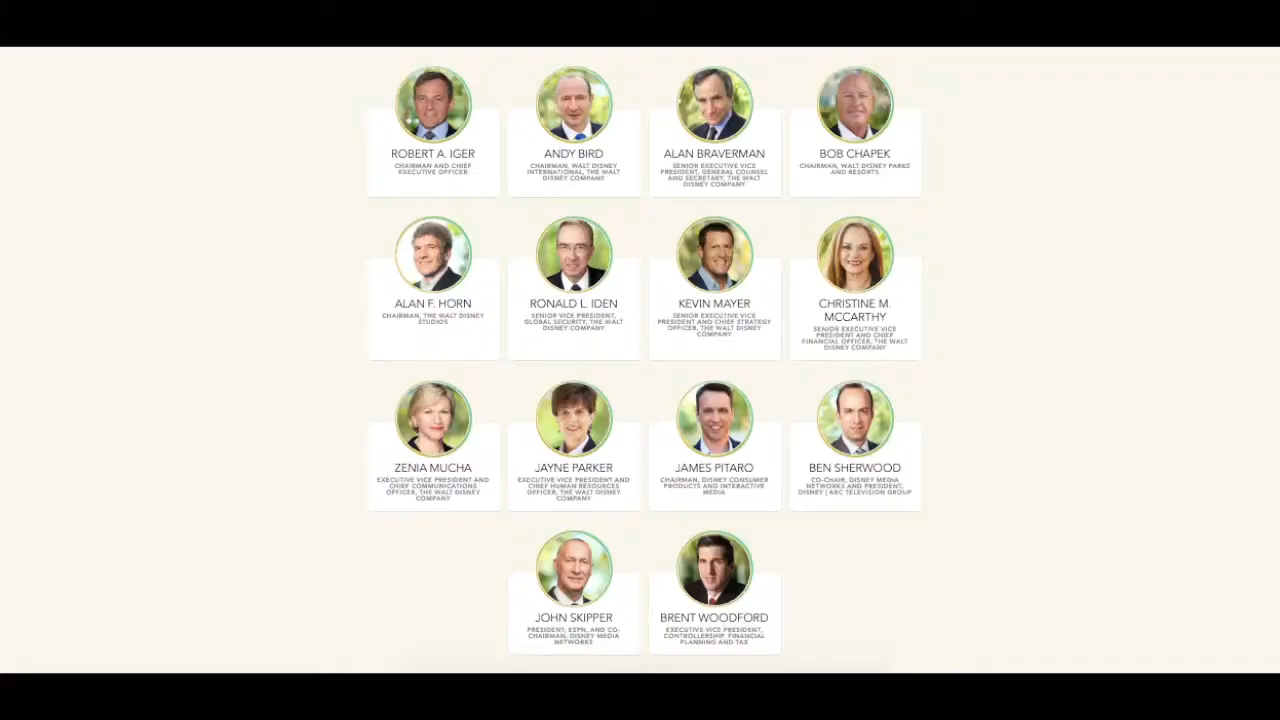 ROBERT A. IGER
CHAIRMAN AND CHIEF
EXECUTIVE OFFICER
ANDY BIRD
CHAIRMAN, WALT DISNEY
INTERNATIONAL, THE WALT
DISNEY COMPANY
ALAN BRAVERMAN
SENIOR EXECUTIVE VICE
PRESIDENT, GENERAL COUNSEL
AND SECRETARY, THE WALT
DISNEY COMPANY
BOB CHAPEK
CHAIRMAN, WALT DISNEY PARKS
AND RESORTS
ALAN F. HORN
CHAIRMAN, THE WALT DISNEY
STUDIOS
RONALD L. IDEN
SENIOR VICE PRESIDENT,
GLOBAL SECURITY, THE WALT
DISNEY COMPANY
KEVIN MAYER
SENIOR EXECUTIVE VICE
PRESIDENT AND CHIEF STRATEGY
OFFICER, THE WALT DISNEY
COMPANY
CHRISTINE M.
MCCARTHY
SENIOR EXECUTIVE VICE
PRESIDENT AND CHIEF
FINANCIAL OFFICER, THE WALT
DISNEY COMPANY
ZENIA MUCHA
EXECUTIVE VICE PRESIDENT AND
CHIEF COMMUNICATIONS
OFFICER, THE WALT DISNEY
COMPANY
JAYNE PARKER
EXECUTIVE VICE PRESIDENT AND
CHIEF HUMAN RESOURCES
OFFICER, THE WALT DISNEY
COMPANY
JAMES PITARO
CHAIRMAN, DISNEY CONSUMER
PRODUCTS AND INTERACTIVE
MEDIA
BEN SHERWOOD
CO-CHAIR, DISNEY MEDIA
NETWORKS AND PRESIDENT,
DISNEY | ABC TELEVISION GROUP
JOHN SKIPPER
PRESIDENT, ESPN, AND CO-
CHAIRMAN, DISNEY MEDIA
NETWORKS
BRENT WOODFORD
EXECUTIVE VICE PRESIDENT,
CONTROLLERSHIP, FINANCIAL
PLANNING AND TAX